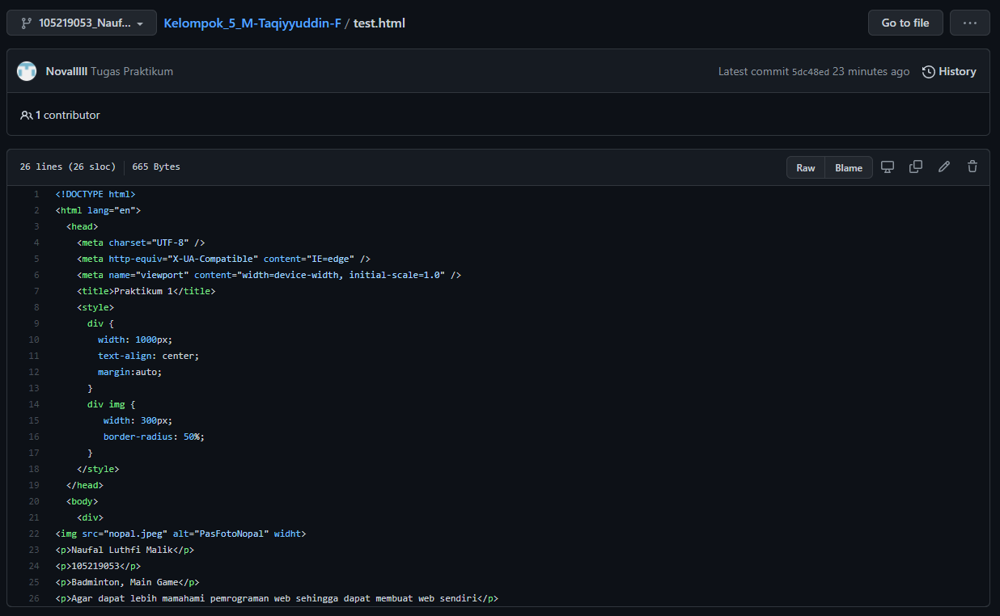 105219053_Nauf...
Kelompok_5_M-Taqiyyuddin-F / test.html
Go to file
...
Novalllll Tugas Praktikum
Latest commit 5dc48ed 23 minutes ago
History
1 contributor
26 lines (26 sloc) 665 Bytes
Raw
Blame
1 <!DOCTYPE html>
2 <html lang="en">
3 <head>
4 <meta charset="UTF-8" />
5 <meta http-equiv="X-UA-Compatible" content="IE=edge" />
6 <meta name="viewport" content="width=device-width, initial-scale=1.0" />
7 <title>Praktikum 1</title>
8 <style>
9 div {
10 width: 1000px;
11 text-align: center;
12 margin:auto;
13 }
14 div img {
15 width: 300px;
16 border-radius: 50%;
17 }
18 </style>
19 </head>
20 <body>
21 <div>
22 <img src="nopal.jpeg" alt="PasFotoNopal" widht>
23 <p>Naufal Luthfi Malik</p>
24 <p>105219053</p>
25 <p>Badminton, Main Game</p>
26 <p>Agar dapat lebih mamahami pemrograman web sehingga dapat membuat web sendiri</p>